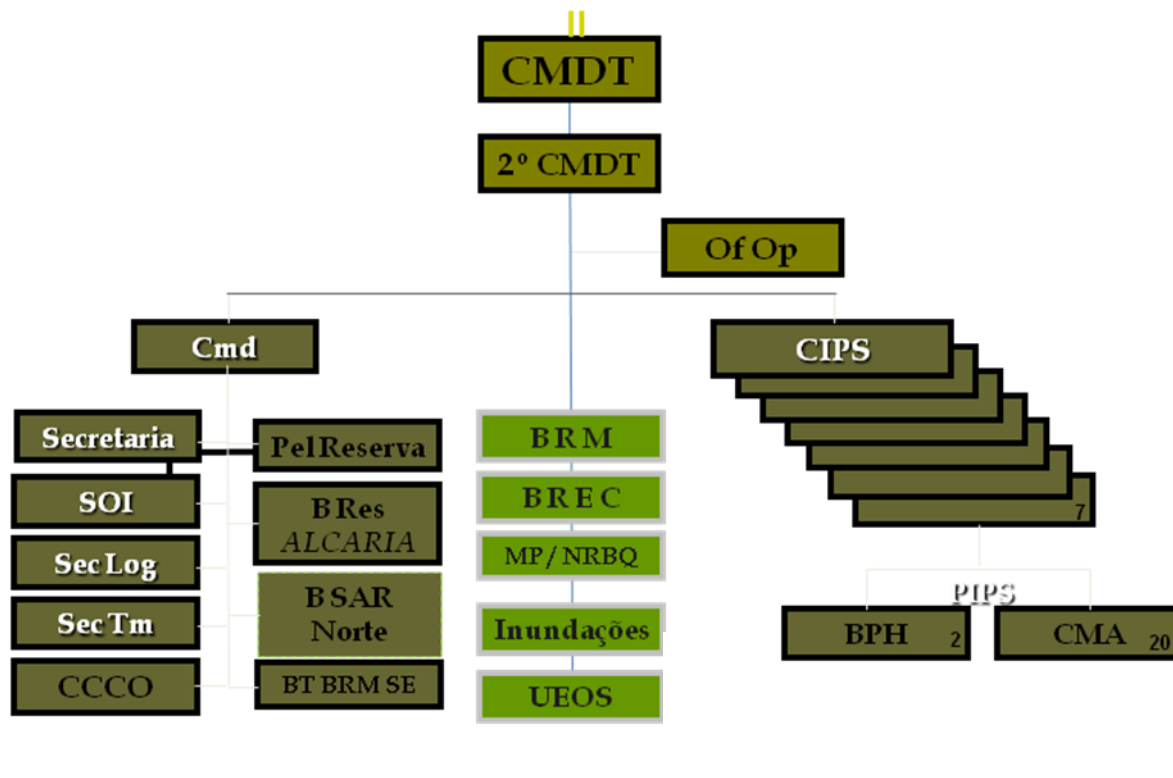 CMDT
2º CMDT
Of Op
Cmd
CIPS
7
Secretaria
SOI
Sec Log
Sec Tm
CCCO
Pel Reserva
B Res
ALCARIA
B SAR
Norte
BT BRM SE
BRM
BREC
MP / NRBQ
Inundações
UEOS
PIPS
BPH 2
CMA 20